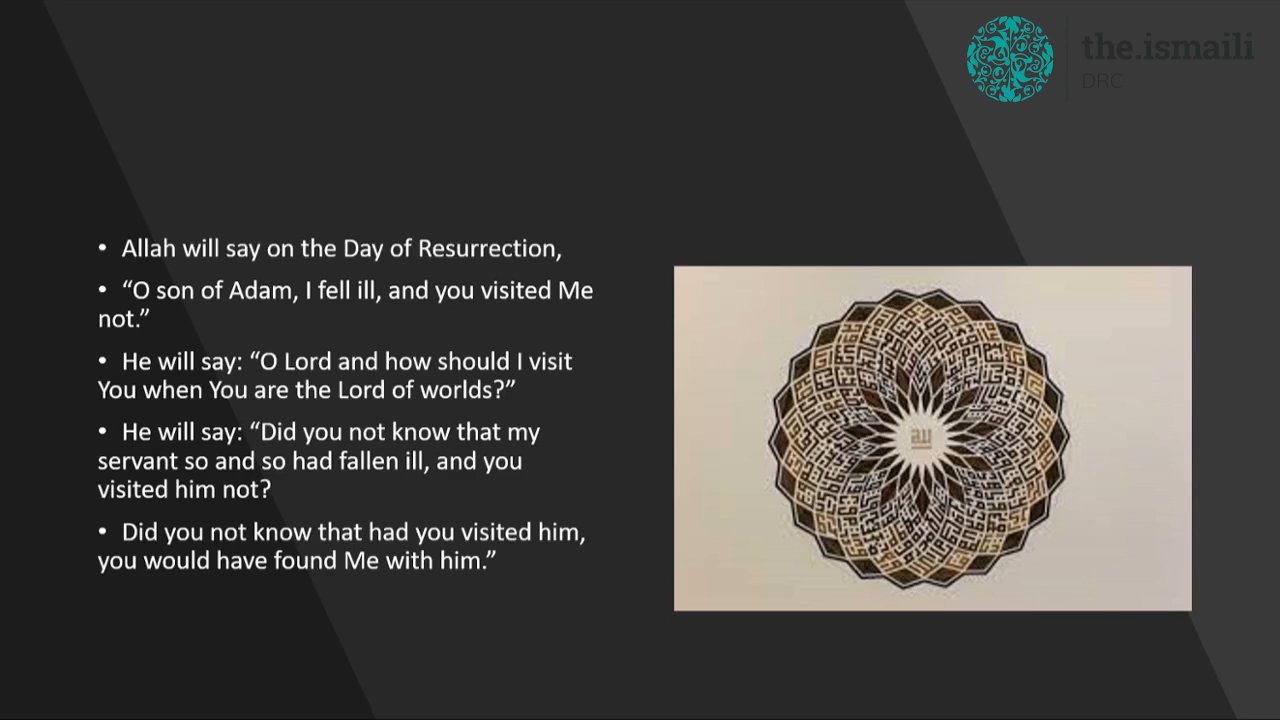 the.ismaili
DRC
• Allah will say on the Day of Resurrection,
• “O son of Adam, I fell ill, and you visited Me
not.”
• He will say: “O Lord and how should I visit
You when You are the Lord of worlds?”
• He will say: “Did you not know that my
servant so and so had fallen ill, and you
visited him not?
• Did you not know that had you visited him,
you would have found Me with him.”
الله